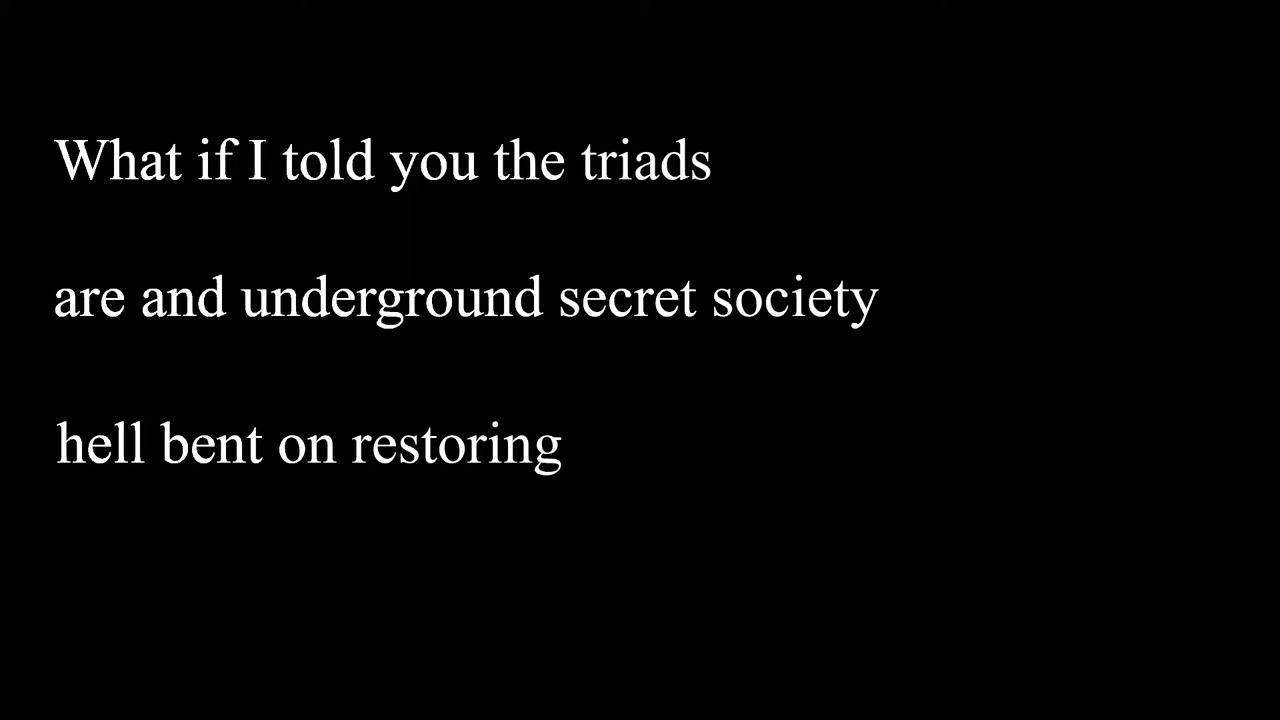 What if I told you the triads
are and underground secret society
hell bent on restoring